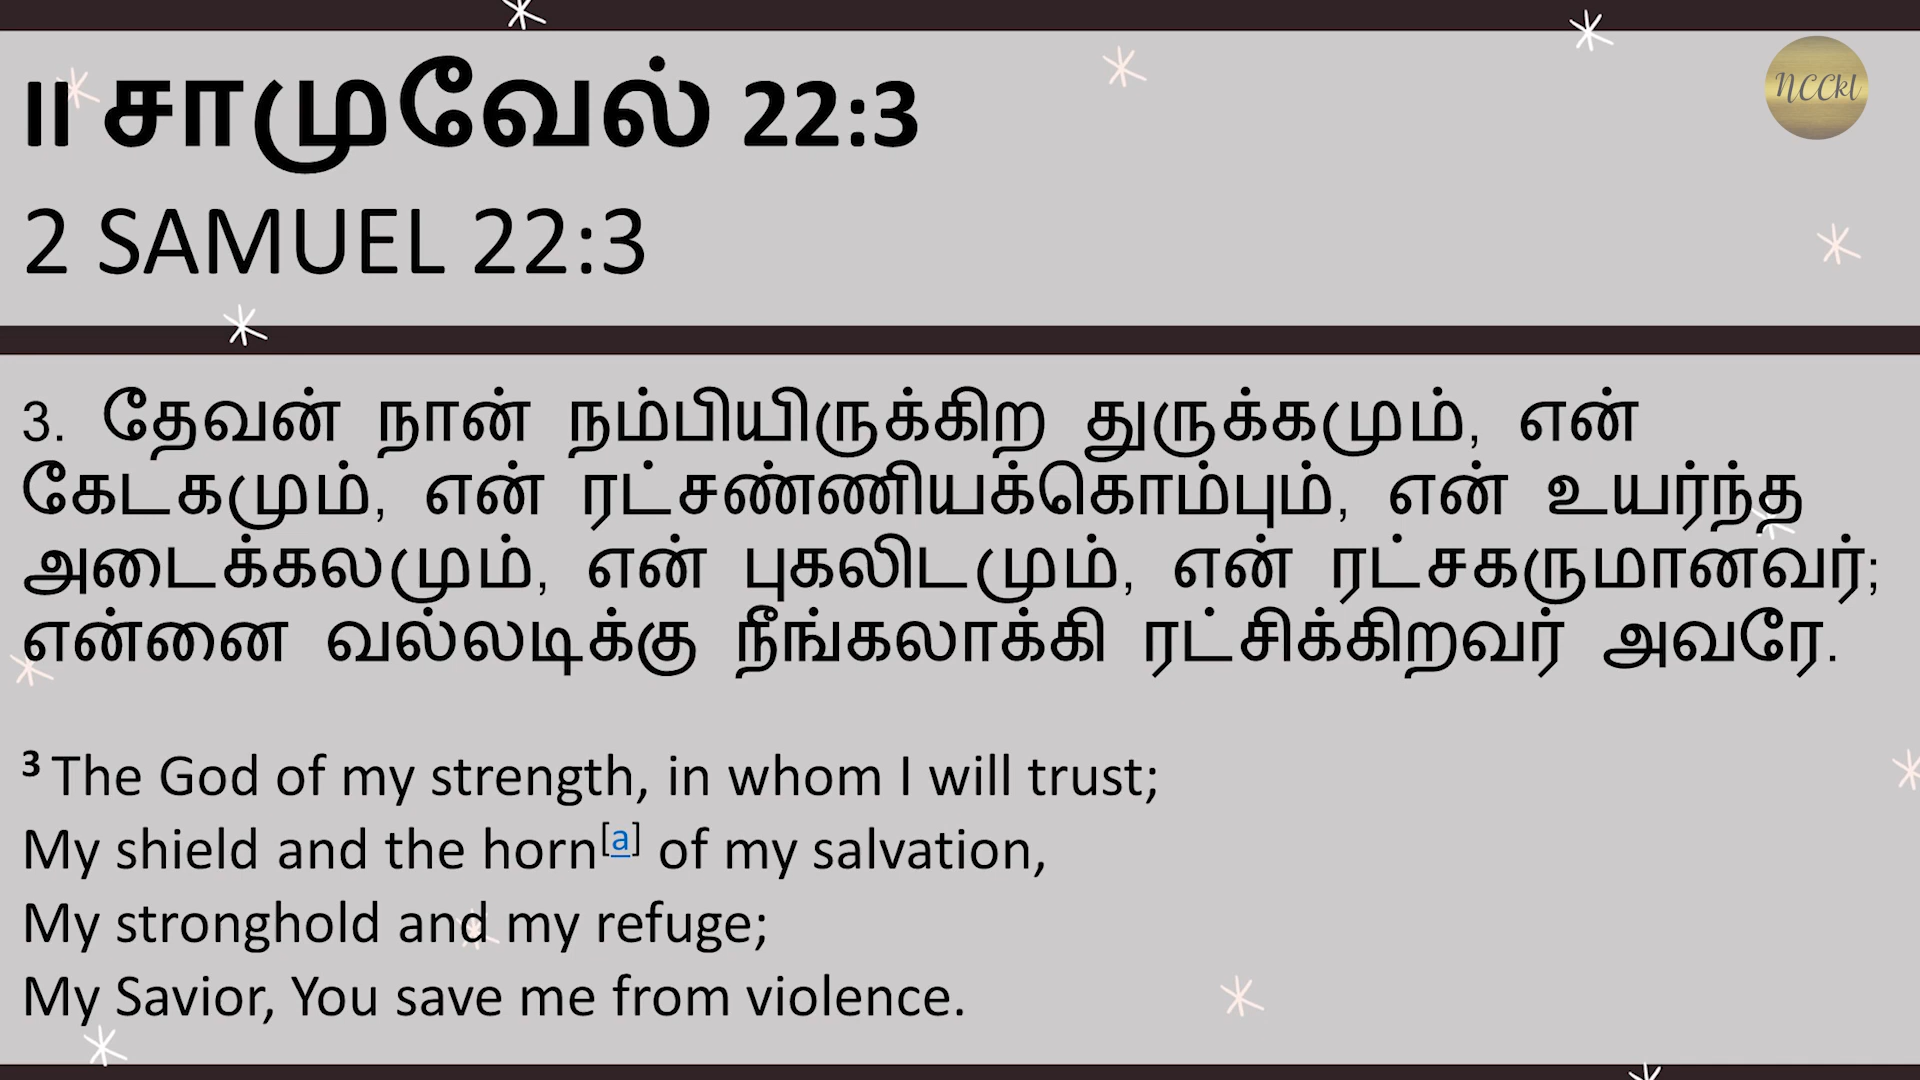 II சாமுவேல் 22:3
NCCkl
2 SAMUEL 22:3
3. தேவன் நான் நம்பியிருக்கிற துருக்கமும், என்
கேடகமும், என் ரட்சண்ணியக்கொம்பும், என் உயர்ந்த
அடைக்கலமும், என் புகலிடமும், என் ரட்சகருமானவர்;
என்னை வல்லடிக்கு நீங்கலாக்கி ரட்சிக்கிறவர் அவரே.
3 The God of my strength, in whom I will trust;
My shield and the horn[a] of my salvation,
My stronghold and my refuge;
My Savior, You save me from violence.